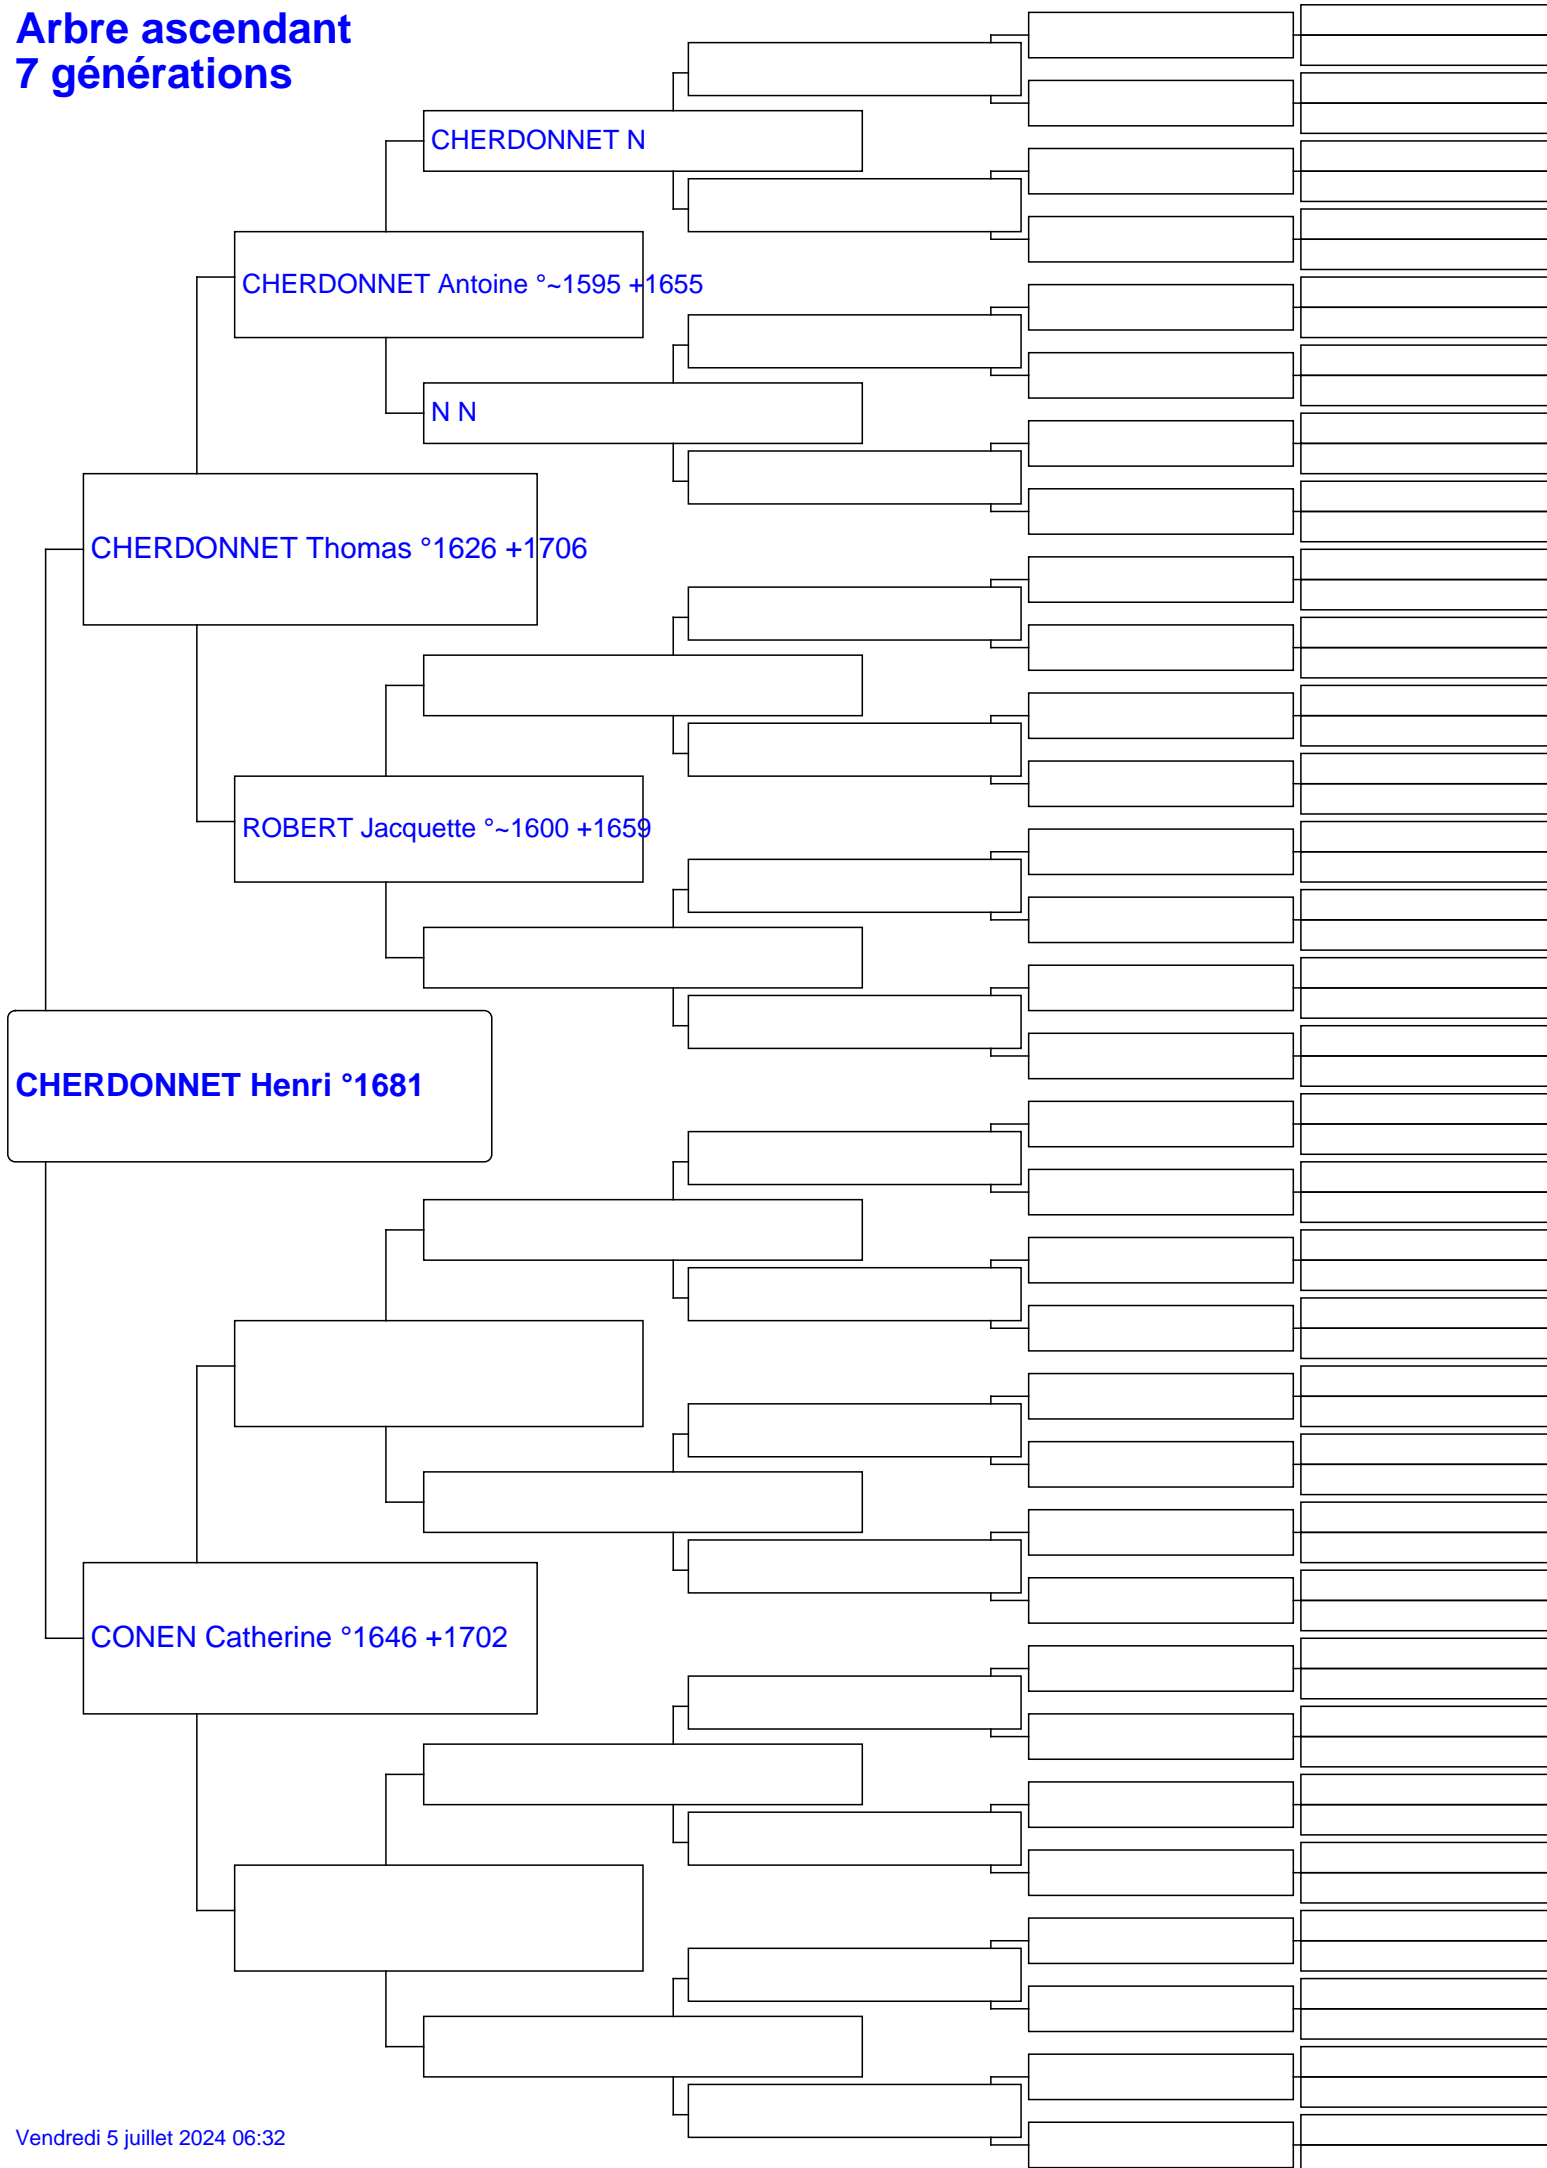 Arbre ascendant
7 générations
CHERDONNET N
CHERDONNET Antoine °~1595 +1655
N N
CHERDONNET Thomas °1626 +1706
ROBERT Jacquette °~1600 +1659
CHERDONNET Henri °1681
CONEN Catherine °1646 +1702
Vendredi 5 juillet 2024 06:32